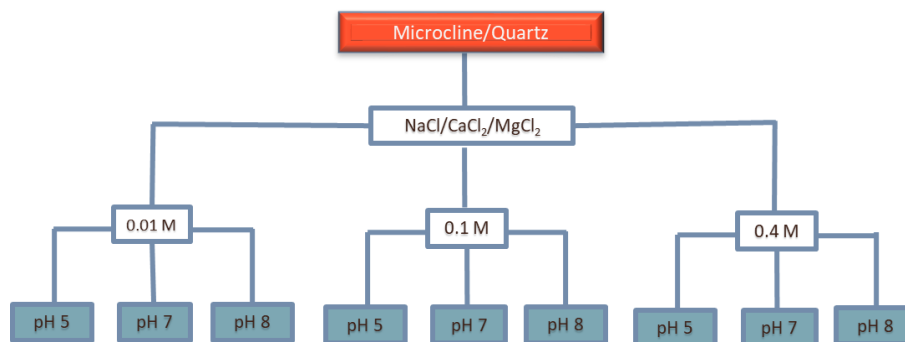 Microcline/Quartz
NaCl/CaCl₂/MgCl₂
0.01 M
0.1 M
0.4 M
pH 5
pH 7
pH 8
pH 5
pH 7
pH 8
pH 5
pH 7
pH 8